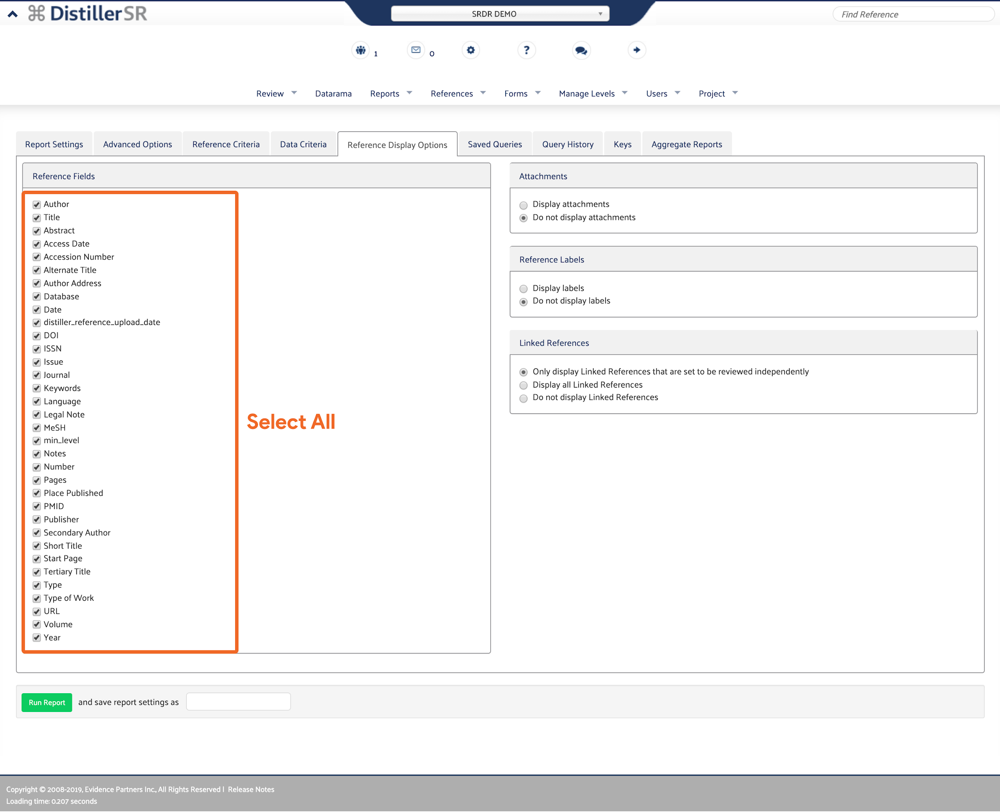 DistillerSR
SRDR DEMO
Find Reference
1
0
?
Review
Datarama
Reports
References
Forms
Manage Levels
Users
Project
Report Settings
Advanced Options
Reference Criteria
Data Criteria
Reference Display Options
Saved Queries
Query History
Keys
Aggregate Reports
Reference Fields
Author
Title
Abstract
Access Date
Accession Number
Alternate Title
Author Address
Database
Date
distiller_reference_upload_date
DOI
ISSN
Issue
Journal
Keywords
Language
Legal Note
MeSH
min_level
Notes
Number
Pages
Place Published
PMID
Publisher
Secondary Author
Short Title
Start Page
Tertiary Title
Type
Type of Work
URL
Volume
Year
Select All
Attachments
Display attachments
Do not display attachments
Reference Labels
Display labels
Do not display labels
Linked References
Only display Linked References that are set to be reviewed independently
Display all Linked References
Do not display Linked References
Run Report and save report settings as
Copyright © 2008-2019, Evidence Partners Inc., All Rights Reserved | Release Notes
Loading time: 0.207 seconds